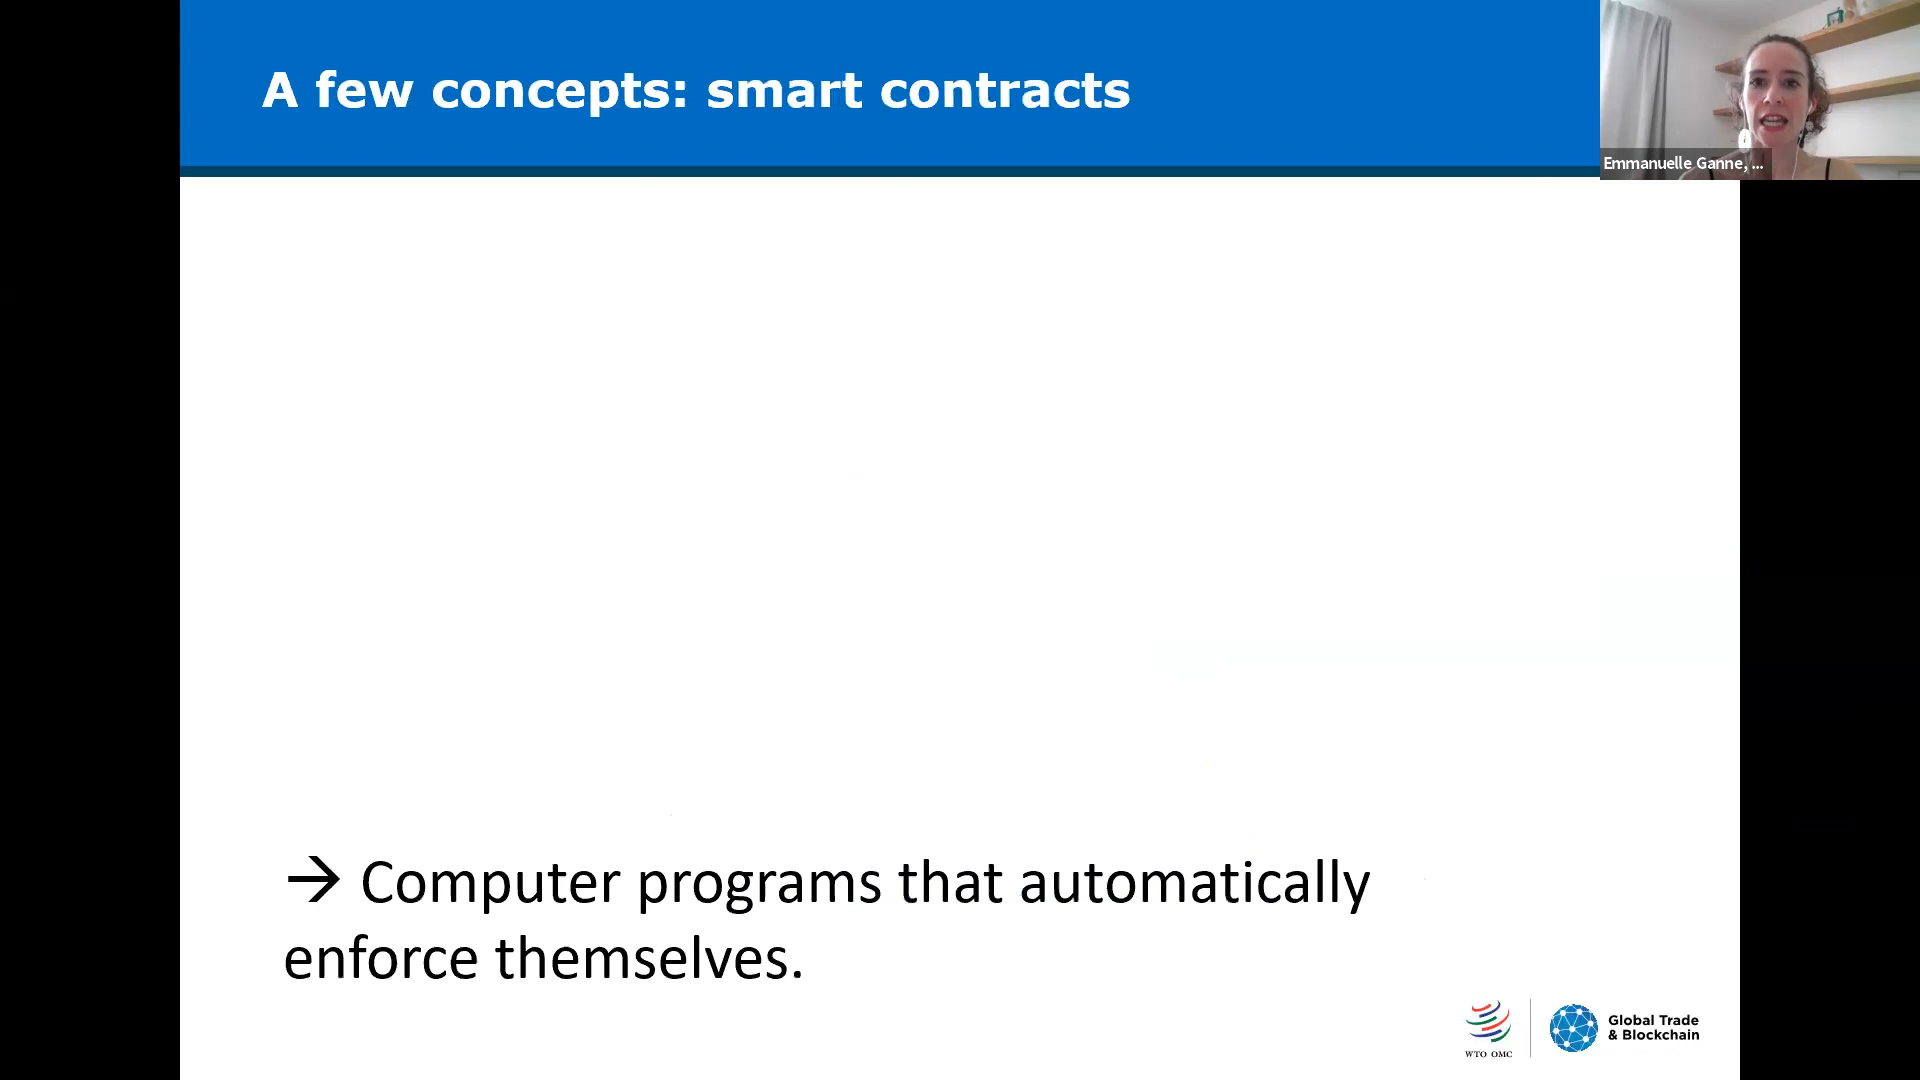 A few concepts: smart contracts
Emmanuelle Ganne, ...
→ Computer programs that automatically
enforce themselves.
WTO OMC
Global Trade
& Blockchain